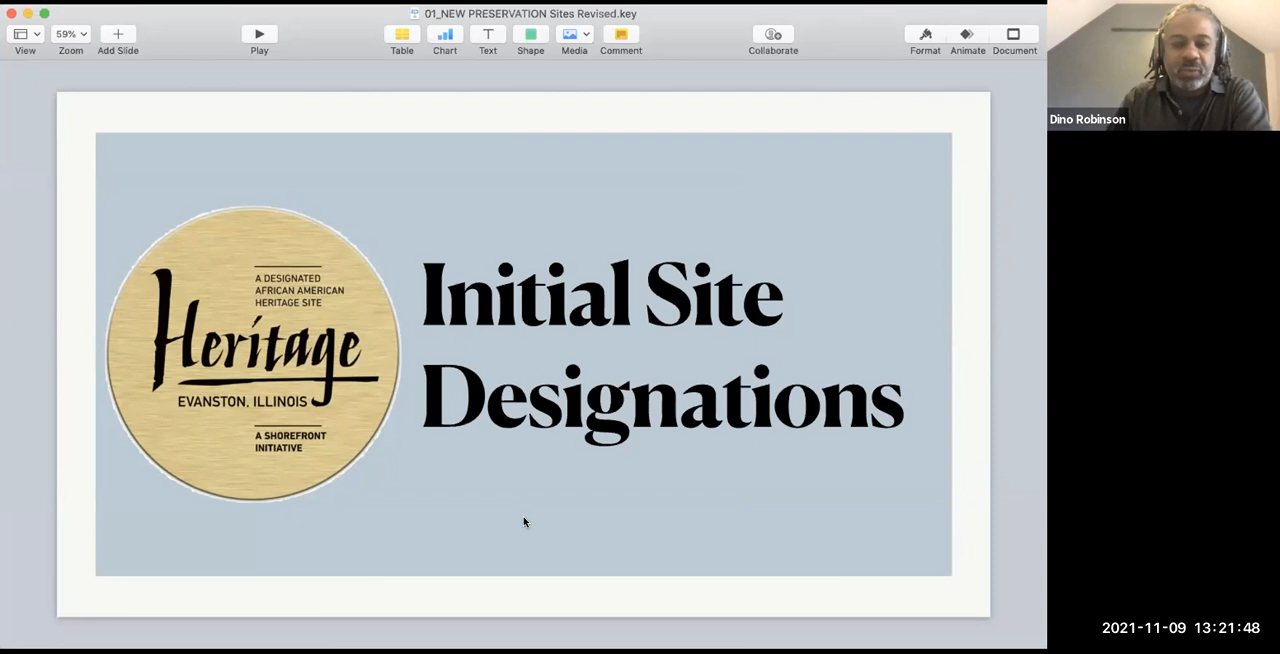 01_NEW PRESERVATION Sites Revised.key
59%
View
Zoom
Add Slide
Play
Table
Chart
Text
Shape
Media
Comment
Collaborate
Format
Animate
Document
Dino Robinson
A DESIGNATED
AFRICAN AMERICAN
HERITAGE SITE
Heritage
EVANSTON, ILLINOIS
A SHOREFRONT
INITIATIVE
Initial Site
Designations
2021-11-09 13:21:48